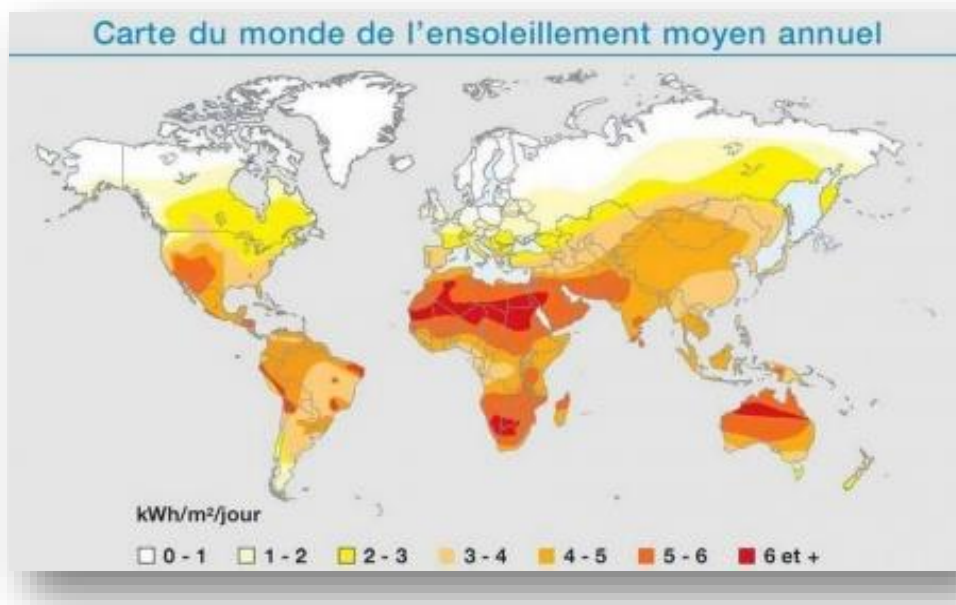 Carte du monde de l'ensoleillement moyen annuel
kWh/m²/jour
0 - 1 1 - 2 2 - 3 3 - 4 4 - 5 5 - 6 6 et +